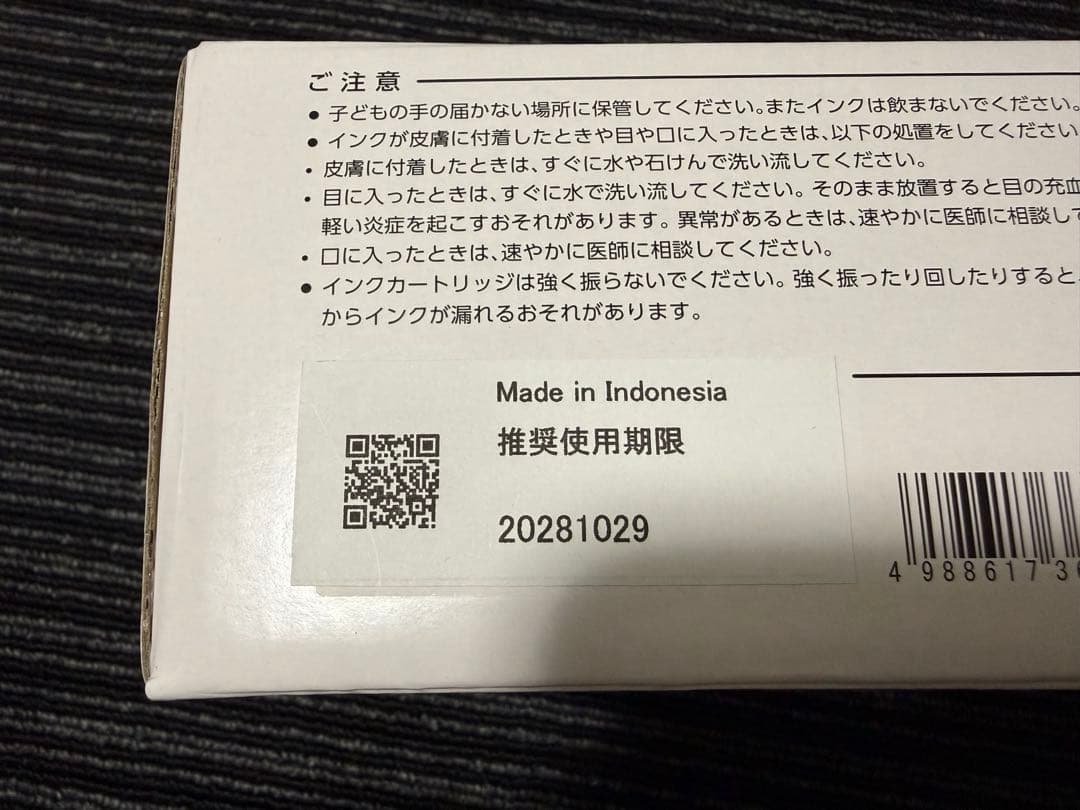 ご注意
● 子どもの手の届かない場所に保管してください。またインクは飲まないでください。
● インクが皮膚に付着したときや目や口に入ったときは、以下の処置をしてください
・ 皮膚に付着したときは、すぐに水や石けんで洗い流してください。
・ 目に入ったときは、すぐに水で洗い流してください。そのまま放置すると目の充血
軽い炎症を起こすおそれがあります。異常があるときは、速やかに医師に相談して
・ 口に入ったときは、速やかに医師に相談してください。
● インクカートリッジは強く振らないでください。強く振ったり回したりすると、
からインクが漏れるおそれがあります。
Made in Indonesia
推奨使用期限
20281029
4 988617 3